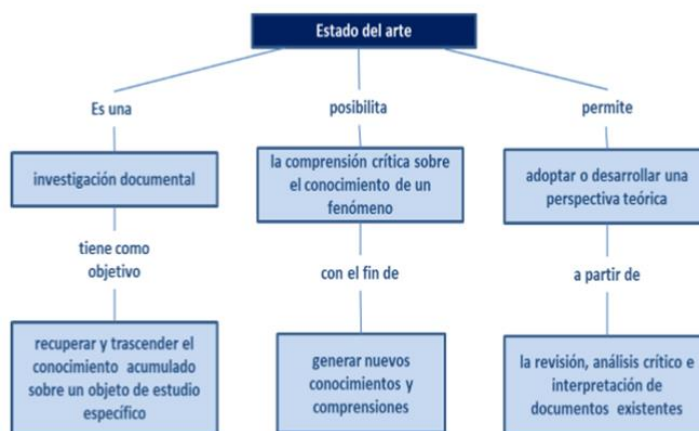 Estado del arte
Es una
posibilita
permite
investigación documental
la comprensión crítica sobre
el conocimiento de un
fenómeno
adoptar o desarrollar una
perspectiva teórica
tiene como
objetivo
con el fin de
a partir de
recuperar y trascender el
conocimiento acumulado
sobre un objeto de estudio
específico
generar nuevos
conocimientos y
comprensiones
la revisión, análisis crítico e
interpretación de
documentos existentes